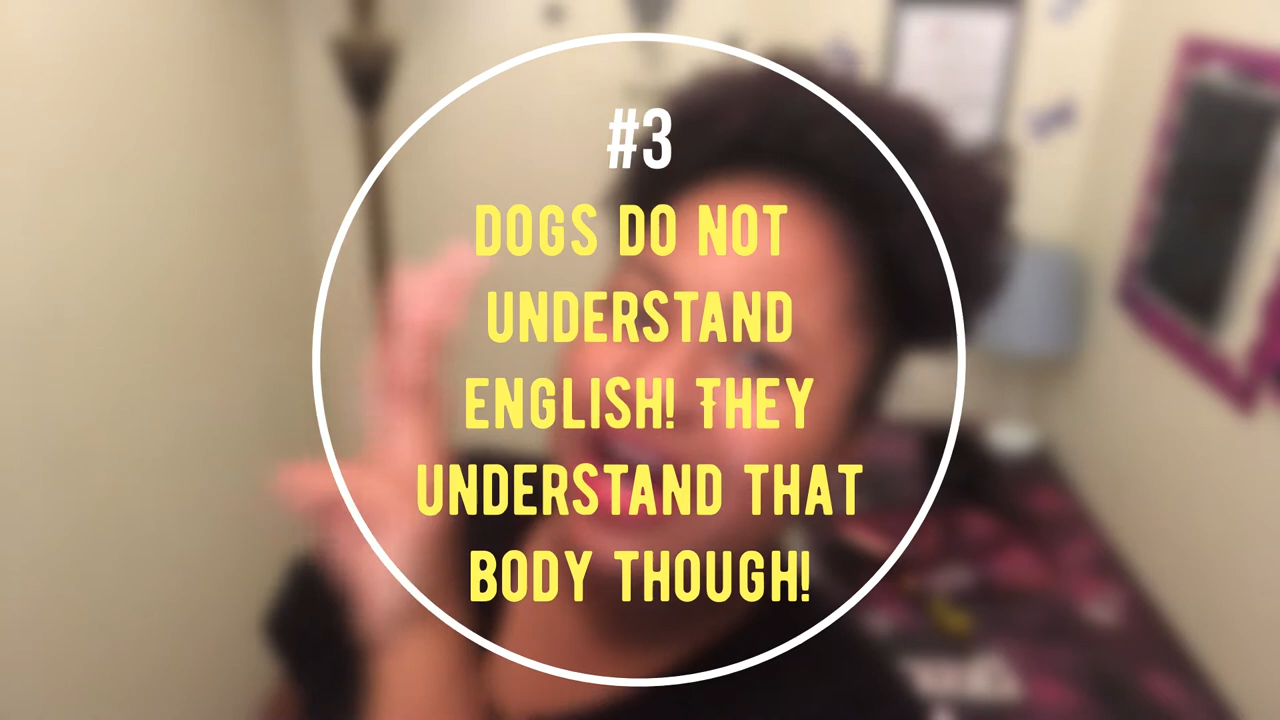 #3
DOGS DO NOT
UNDERSTAND
ENGLISH! THEY
UNDERSTAND THAT
BODY THOUGH!